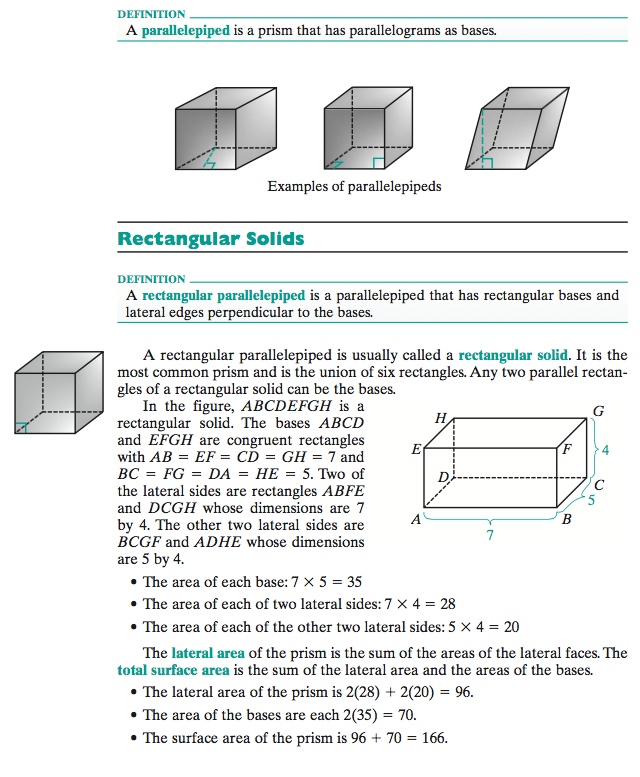 DEFINITION
A parallelepiped is a prism that has parallelograms as bases.
Examples of parallelepipeds
Rectangular Solids
DEFINITION
A rectangular parallelepiped is a parallelepiped that has rectangular bases and
lateral edges perpendicular to the bases.
A rectangular parallelepiped is usually called a rectangular solid. It is the
most common prism and is the union of six rectangles. Any two parallel rectan-
gles of a rectangular solid can be the bases.
In the figure, ABCDEFGH is a
rectangular solid. The bases ABCD
and EFGH are congruent rectangles
with AB = EF = CD = GH = 7 and
BC = FG = DA = HE = 5. Two of
the lateral sides are rectangles ABFE
and DCGH whose dimensions are 7
by 4. The other two lateral sides are
BCGF and ADHE whose dimensions
are 5 by 4.
H
G
E
F
4
D
C
5
A
B
7
• The area of each base: 7 × 5 = 35
• The area of each of two lateral sides: 7 × 4 = 28
• The area of each of the other two lateral sides: 5 × 4 = 20
The lateral area of the prism is the sum of the areas of the lateral faces. The
total surface area is the sum of the lateral area and the areas of the bases.
• The lateral area of the prism is 2(28) + 2(20) = 96.
• The area of the bases are each 2(35) = 70.
• The surface area of the prism is 96 + 70 = 166.